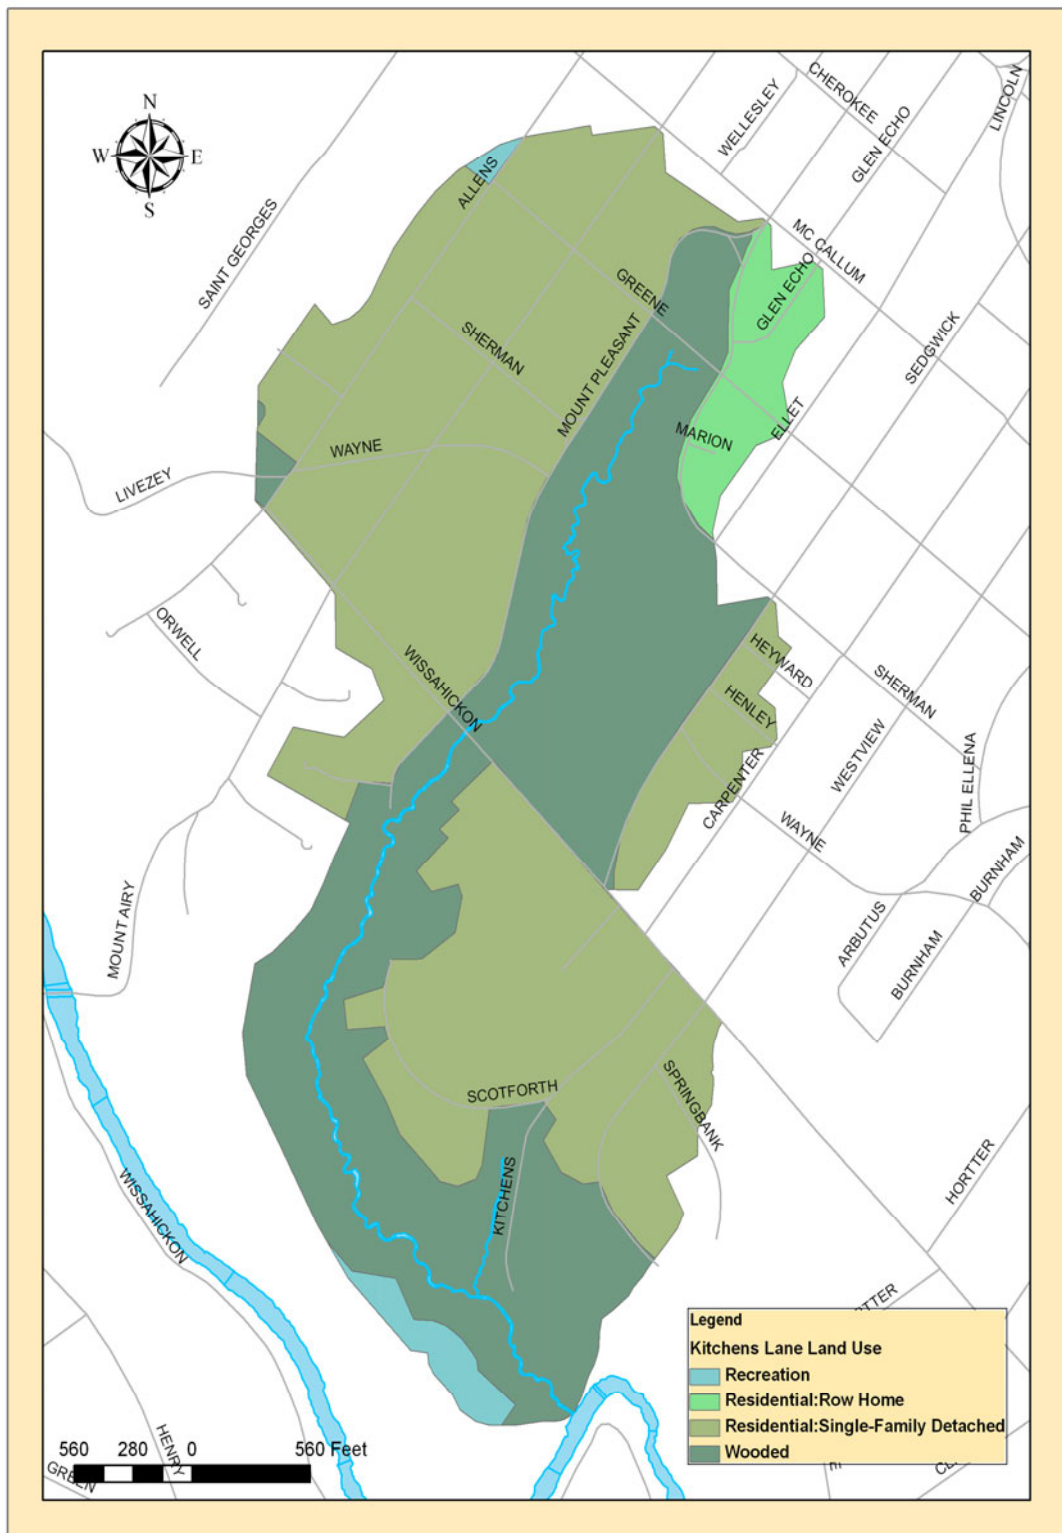 N
W E
S
CHEROKEE
LINCOLN
WELLESLEY
GLEN ECHO
ALLENS
SAINT GEORGES
MC CALLUM
GLEN ECHO
GREENE
SHERMAN
MOUNT PLEASANT
SEDGWICK
ELLET
MARION
WAYNE
LIVEZEY
ORWELL
WISSAHICKON
HEYWARD
SHERMAN
HENLEY
WESTVIEW
CARPENTER
PHIL ELLENA
WAYNE
BURNHAM
ARBUTUS
BURNHAM
MOUNT AIRY
SCOTFORTH
SPRINGBANK
KITCHENS
HORTTER
WISSAHICKON
RTTER
HENRY
GREEN
Legend
Kitchens Lane Land Use
Recreation
Residential:Row Home
Residential:Single-Family Detached
Wooded
560 280 0 560 Feet